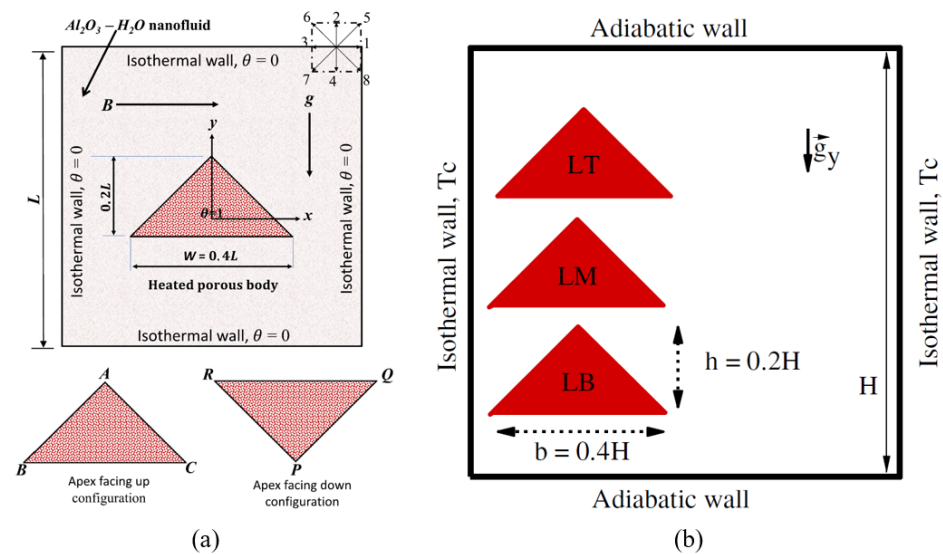 Al₂O₃ – H₂O nanofluid
6 2 5
3 1
7 4 8
Isothermal wall, θ = 0
B
g
y
x
θ=1
0.2L
W = 0.4L
Heated porous body
L
Isothermal wall, θ = 0
Isothermal wall, θ = 0
Isothermal wall, θ = 0
A
B C
Apex facing up
configuration
R Q
P
Apex facing down
configuration
(a)
Adiabatic wall
Isothermal wall, Tc
LT
LM
LB
g⃗y
h = 0.2H
b = 0.4H
H
Isothermal wall, Tc
Adiabatic wall
(b)